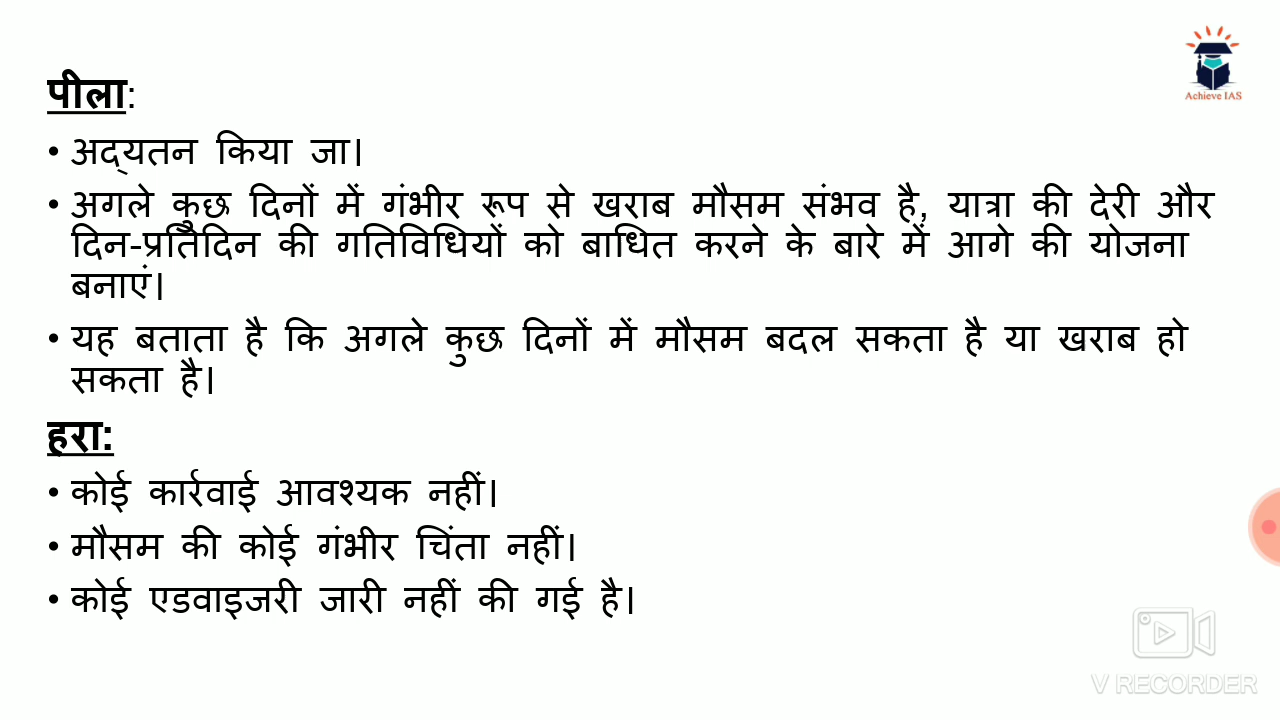 Achieve IAS
पीला:
• अद्यतन किया जा।
• अगले कुछ दिनों में गंभीर रूप से खराब मौसम संभव है, यात्रा की देरी और
दिन-प्रतिदिन की गतिविधियों को बाधित करने के बारे में आगे की योजना
बनाएं।
• यह बताता है कि अगले कुछ दिनों में मौसम बदल सकता है या खराब हो
सकता है।
हरा:
• कोई कार्रवाई आवश्यक नहीं।
• मौसम की कोई गंभीर चिंता नहीं।
• कोई एडवाइजरी जारी नहीं की गई है।
V RECORDER